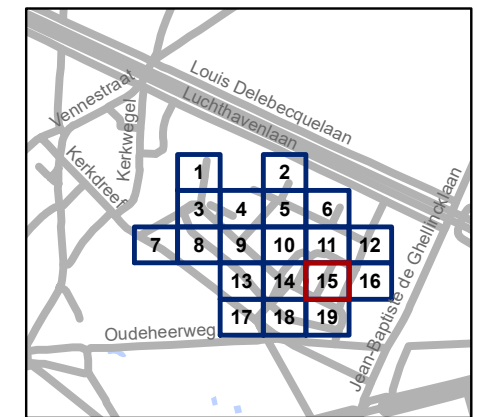 Louis Delebecquelaan
Luchthavenlaan
Vennestraat
Kerkwegel
Kerkdreef
1 2
3 4 5 6
7 8 9 10 11 12
13 14 15 16
17 18 19
Oudeheerweg
Jean-Baptiste de Ghellincklaan